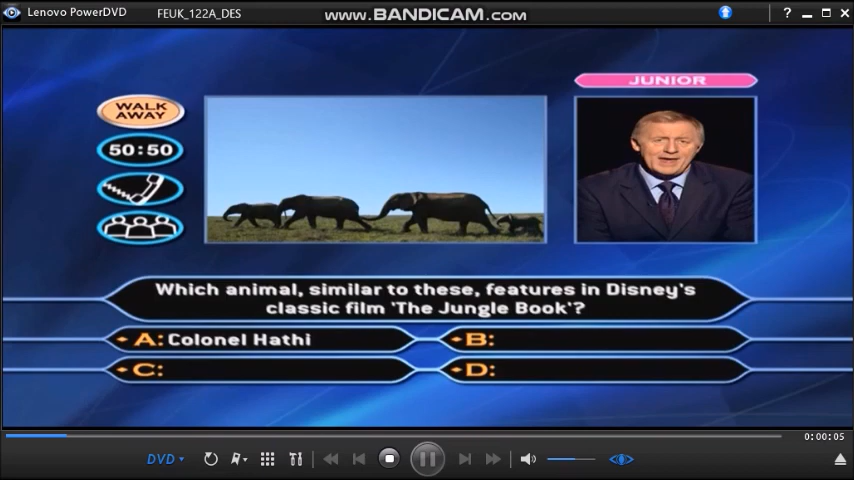 Lenovo PowerDVD
FEUK_122A_DES
www.BANDICAM.com
?
JUNIOR
WALK
AWAY
50:50
Which animal, similar to these, features in Disney's
classic film 'The Jungle Book'?
A: Colonel Hathi
B:
C:
D:
0:00:05
DVD